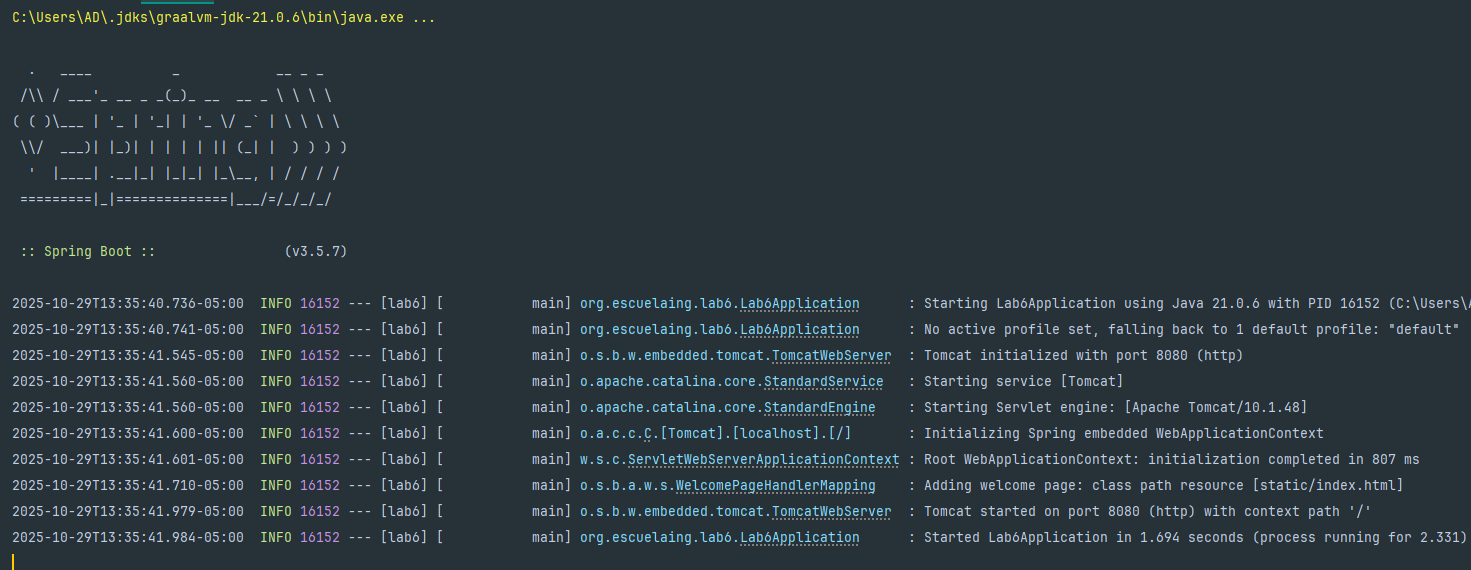 C:\Users\AD\.jdks\graalvm-jdk-21.0.6\bin\java.exe ...

  .   ____          _            __ _ _
 /\\ / ___'_ __ _ _(_)_ __  __ _ \ \ \ \
( ( )\___ | '_ | '_| | '_ \/ _` | \ \ \ \
 \\/  ___)| |_)| | | | | || (_| |  ) ) ) )
  '  |____| .__|_| |_|_| |_\__, | / / / /
 =========|_|==============|___/=/_/_/_/

 :: Spring Boot ::                (v3.5.7)

2025-10-29T13:35:40.736-05:00  INFO 16152 --- [lab6] [           main] org.escuelaing.lab6.Lab6Application      : Starting Lab6Application using Java 21.0.6 with PID 16152 (C:\Users\
2025-10-29T13:35:40.741-05:00  INFO 16152 --- [lab6] [           main] org.escuelaing.lab6.Lab6Application      : No active profile set, falling back to 1 default profile: "default"
2025-10-29T13:35:41.545-05:00  INFO 16152 --- [lab6] [           main] o.s.b.w.embedded.tomcat.TomcatWebServer  : Tomcat initialized with port 8080 (http)
2025-10-29T13:35:41.560-05:00  INFO 16152 --- [lab6] [           main] o.apache.catalina.core.StandardService   : Starting service [Tomcat]
2025-10-29T13:35:41.560-05:00  INFO 16152 --- [lab6] [           main] o.apache.catalina.core.StandardEngine    : Starting Servlet engine: [Apache Tomcat/10.1.48]
2025-10-29T13:35:41.600-05:00  INFO 16152 --- [lab6] [           main] o.a.c.c.C.[Tomcat].[localhost].[/]       : Initializing Spring embedded WebApplicationContext
2025-10-29T13:35:41.601-05:00  INFO 16152 --- [lab6] [           main] w.s.c.ServletWebServerApplicationContext : Root WebApplicationContext: initialization completed in 807 ms
2025-10-29T13:35:41.710-05:00  INFO 16152 --- [lab6] [           main] o.s.b.a.w.s.WelcomePageHandlerMapping    : Adding welcome page: class path resource [static/index.html]
2025-10-29T13:35:41.979-05:00  INFO 16152 --- [lab6] [           main] o.s.b.w.embedded.tomcat.TomcatWebServer  : Tomcat started on port 8080 (http) with context path '/'
2025-10-29T13:35:41.984-05:00  INFO 16152 --- [lab6] [           main] org.escuelaing.lab6.Lab6Application      : Started Lab6Application in 1.694 seconds (process running for 2.331)